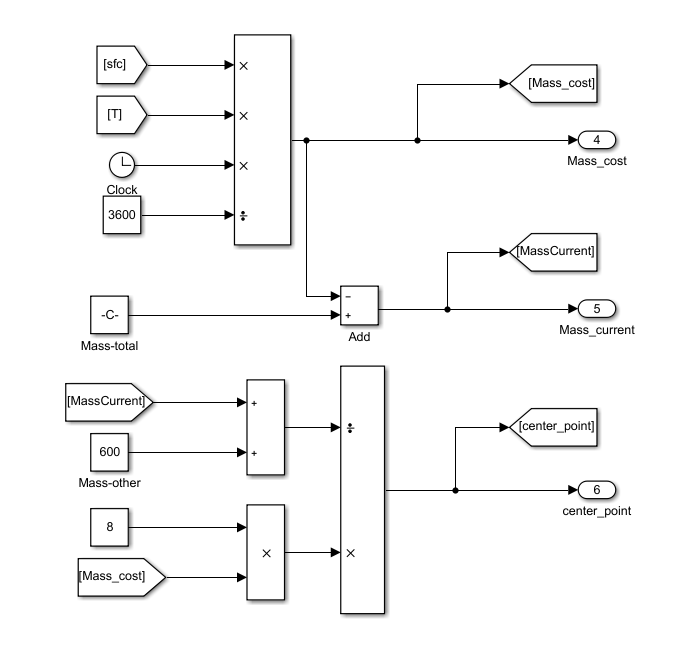 [sfc]
[T]
Clock
3600
×
×
×
÷
[Mass_cost]
4
Mass_cost
-C-
Mass-total
−
+
Add
[MassCurrent]
5
Mass_current
[MassCurrent]
600
Mass-other
+
+
8
[Mass_cost]
×
÷
×
[center_point]
6
center_point